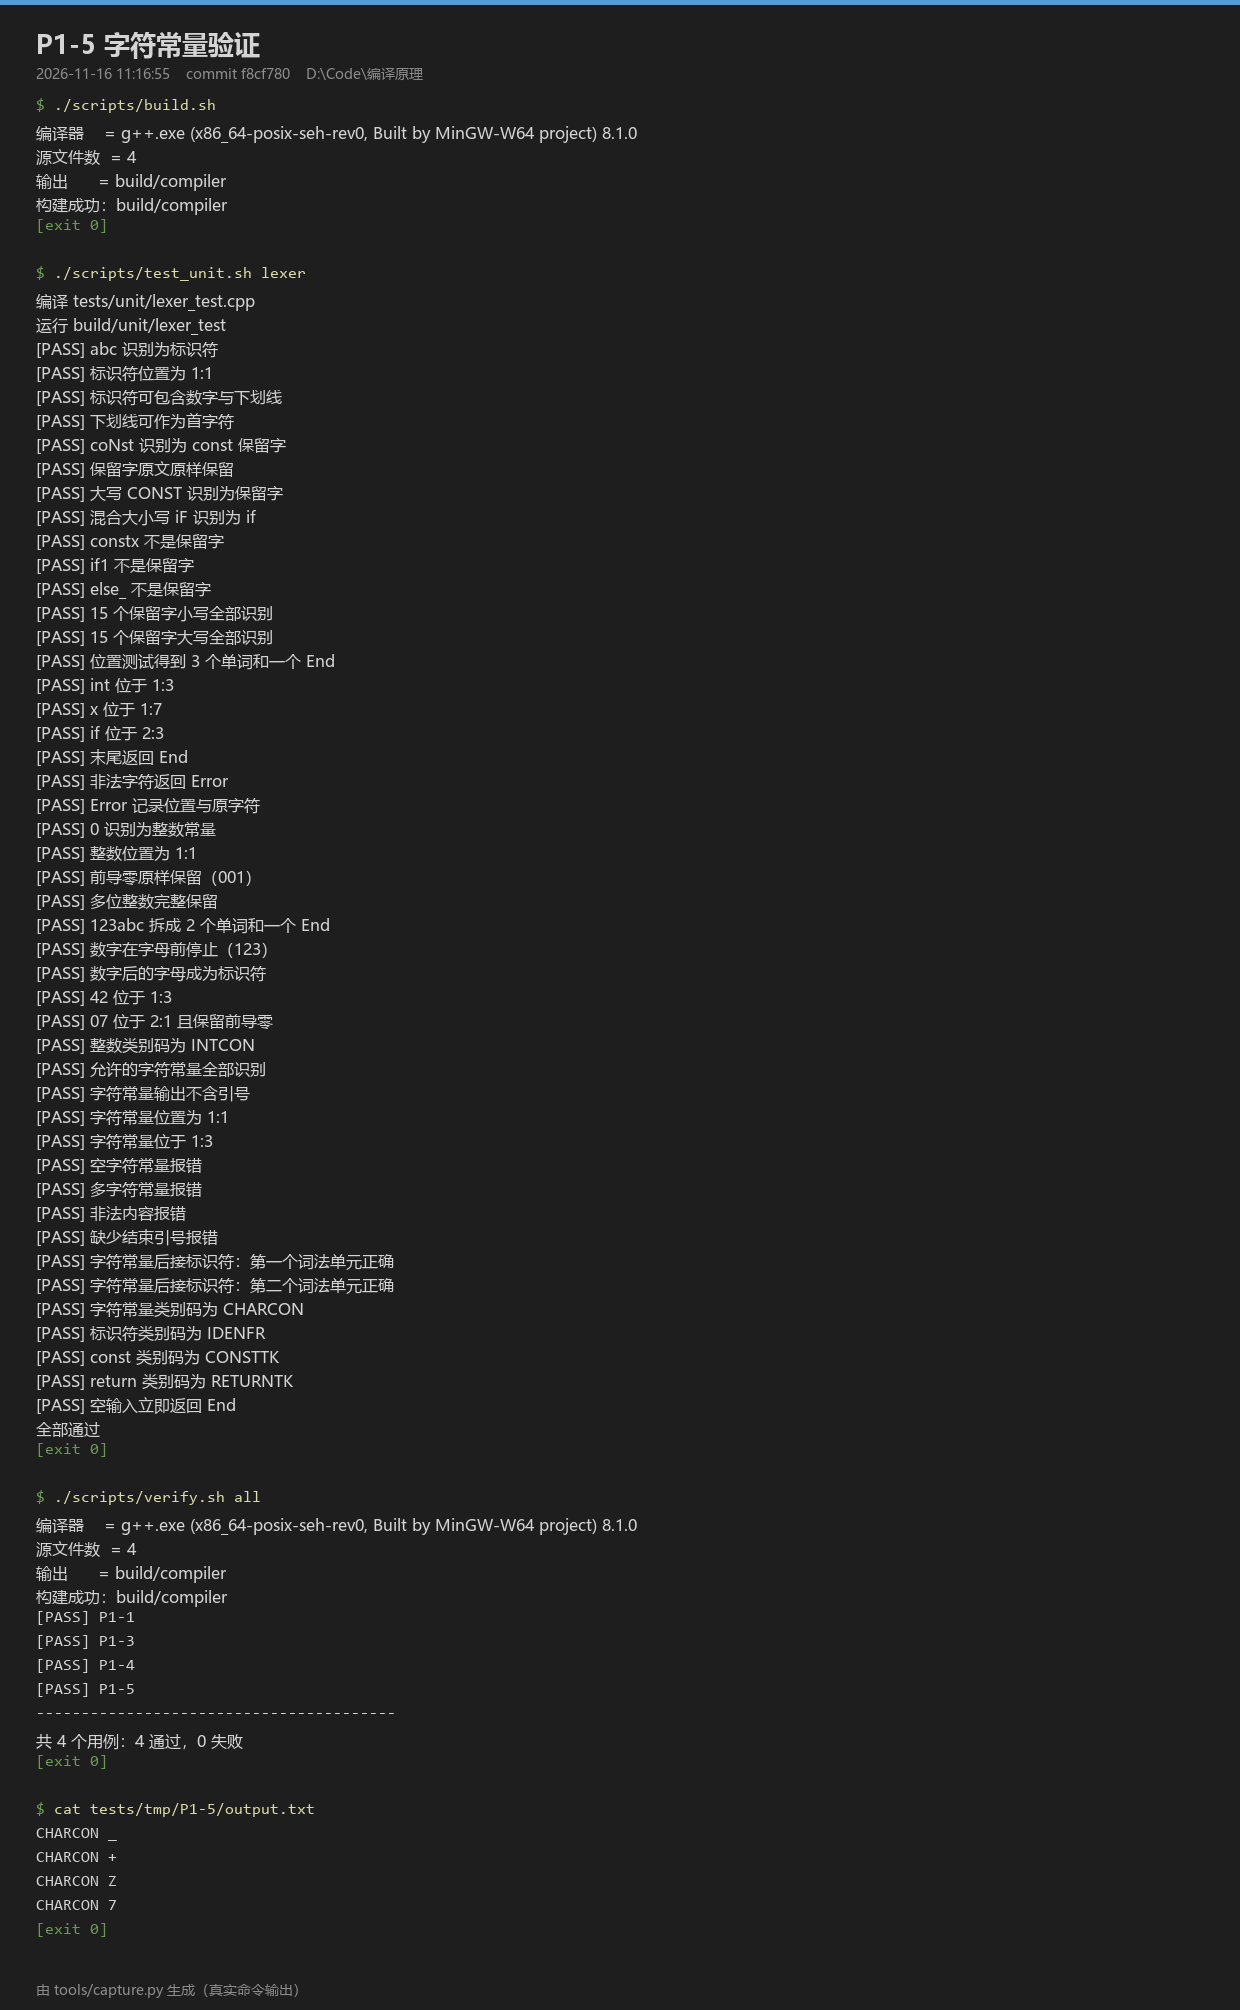 P1-5 字符常量验证
2026-11-16 11:16:55 commit f8cf780 D:\Code\编译原理
$ ./scripts/build.sh
编译器 = g++.exe (x86_64-posix-seh-rev0, Built by MinGW-W64 project) 8.1.0
源文件数 = 4
输出 = build/compiler
构建成功：build/compiler
[exit 0]
$ ./scripts/test_unit.sh lexer
编译 tests/unit/lexer_test.cpp
运行 build/unit/lexer_test
[PASS] abc 识别为标识符
[PASS] 标识符位置为 1:1
[PASS] 标识符可包含数字与下划线
[PASS] 下划线可作为首字符
[PASS] coNst 识别为 const 保留字
[PASS] 保留字原文原样保留
[PASS] 大写 CONST 识别为保留字
[PASS] 混合大小写 iF 识别为 if
[PASS] constx 不是保留字
[PASS] if1 不是保留字
[PASS] else_ 不是保留字
[PASS] 15 个保留字小写全部识别
[PASS] 15 个保留字大写全部识别
[PASS] 位置测试得到 3 个单词和一个 End
[PASS] int 位于 1:3
[PASS] x 位于 1:7
[PASS] if 位于 2:3
[PASS] 末尾返回 End
[PASS] 非法字符返回 Error
[PASS] Error 记录位置与原字符
[PASS] 0 识别为整数常量
[PASS] 整数位置为 1:1
[PASS] 前导零原样保留（001）
[PASS] 多位整数完整保留
[PASS] 123abc 拆成 2 个单词和一个 End
[PASS] 数字在字母前停止（123）
[PASS] 数字后的字母成为标识符
[PASS] 42 位于 1:3
[PASS] 07 位于 2:1 且保留前导零
[PASS] 整数类别码为 INTCON
[PASS] 允许的字符常量全部识别
[PASS] 字符常量输出不含引号
[PASS] 字符常量位置为 1:1
[PASS] 字符常量位于 1:3
[PASS] 空字符常量报错
[PASS] 多字符常量报错
[PASS] 非法内容报错
[PASS] 缺少结束引号报错
[PASS] 字符常量后接标识符：第一个词法单元正确
[PASS] 字符常量后接标识符：第二个词法单元正确
[PASS] 字符常量类别码为 CHARCON
[PASS] 标识符类别码为 IDENFR
[PASS] const 类别码为 CONSTTK
[PASS] return 类别码为 RETURNTK
[PASS] 空输入立即返回 End
全部通过
[exit 0]
$ ./scripts/verify.sh all
编译器 = g++.exe (x86_64-posix-seh-rev0, Built by MinGW-W64 project) 8.1.0
源文件数 = 4
输出 = build/compiler
构建成功：build/compiler
[PASS] P1-1
[PASS] P1-3
[PASS] P1-4
[PASS] P1-5
----------------------------------------
共 4 个用例：4 通过，0 失败
[exit 0]
$ cat tests/tmp/P1-5/output.txt
CHARCON _
CHARCON +
CHARCON Z
CHARCON 7
[exit 0]
由 tools/capture.py 生成（真实命令输出）